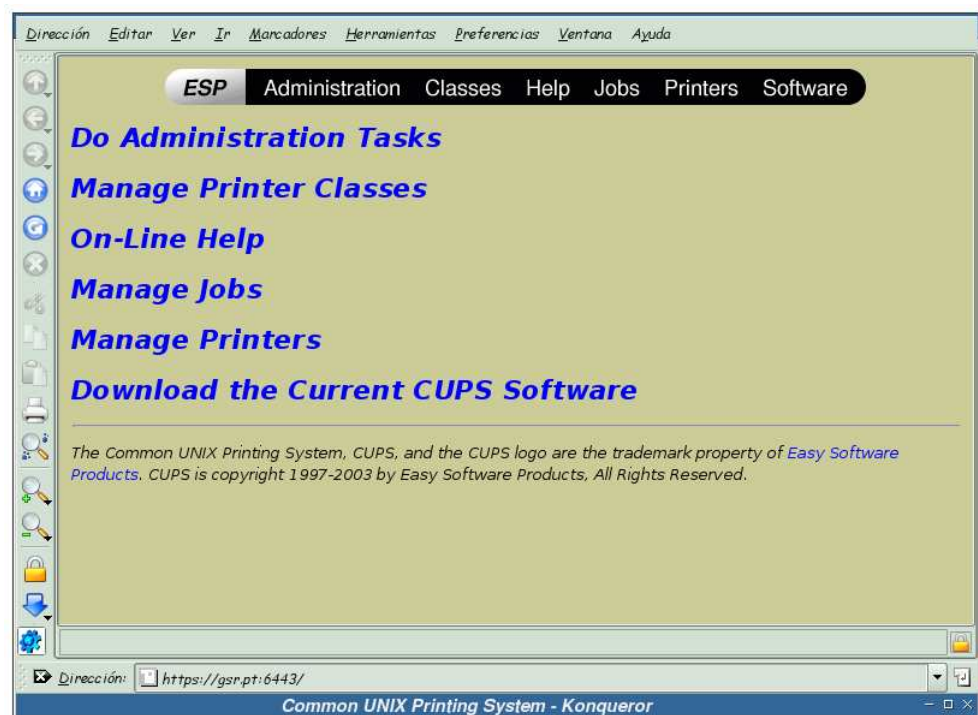 Dirección Editar Ver Ir Marcadores Herramientas Preferencias Ventana Ayuda
ESP Administration Classes Help Jobs Printers Software
Do Administration Tasks
Manage Printer Classes
On-Line Help
Manage Jobs
Manage Printers
Download the Current CUPS Software
The Common UNIX Printing System, CUPS, and the CUPS logo are the trademark property of Easy Software
Products. CUPS is copyright 1997-2003 by Easy Software Products, All Rights Reserved.
Dirección: https://gsr.pt:6443/
Common UNIX Printing System - Konqueror